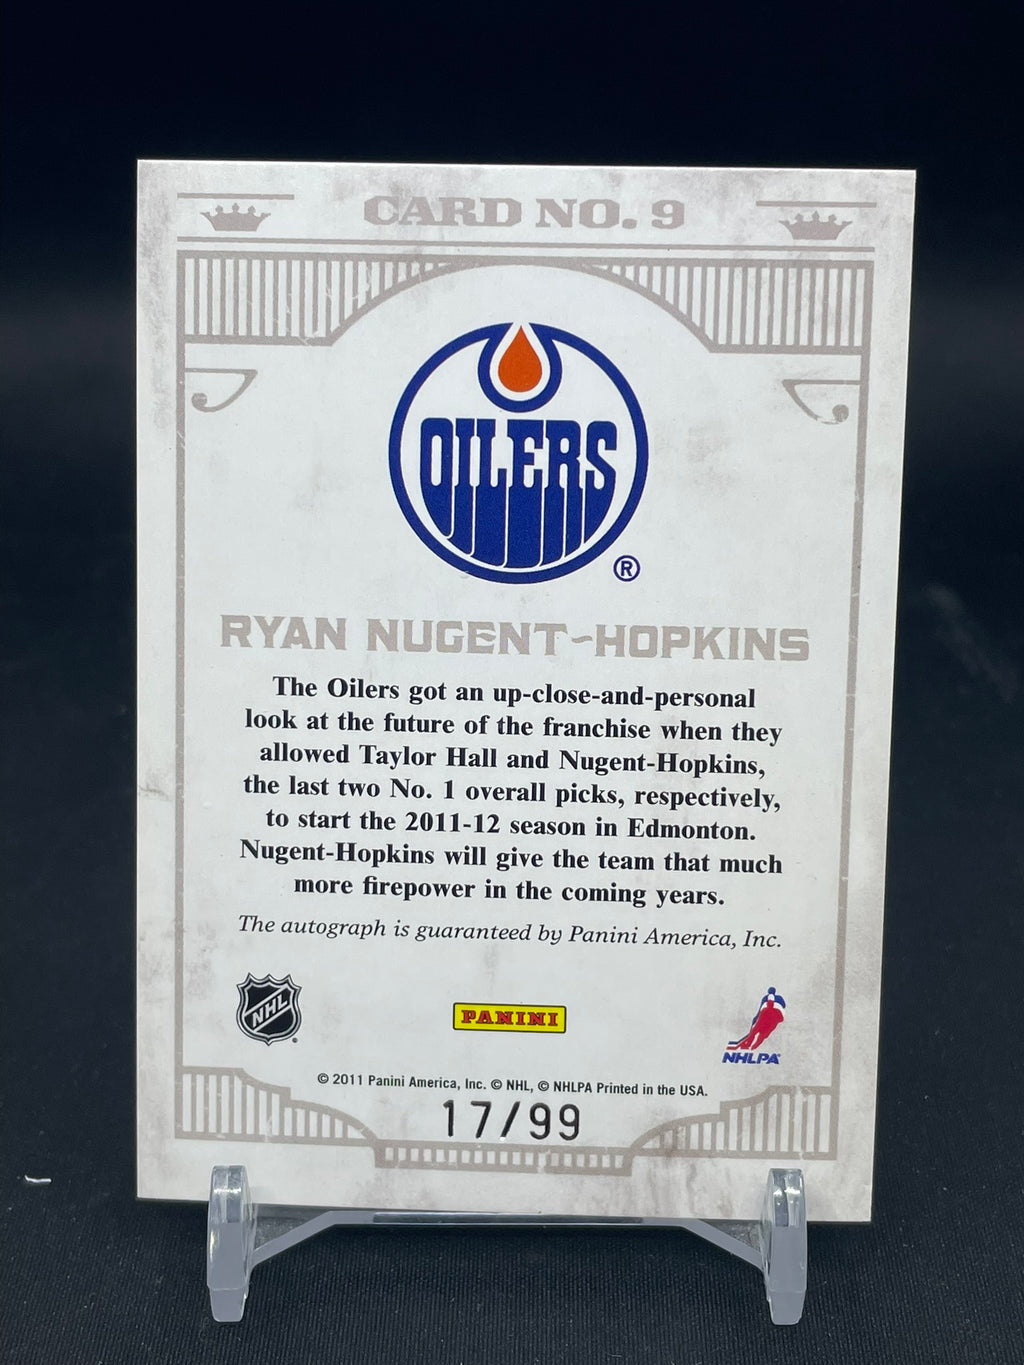 CARD NO. 9
OILERS
®
RYAN NUGENT-HOPKINS
The Oilers got an up-close-and-personal
look at the future of the franchise when they
allowed Taylor Hall and Nugent-Hopkins,
the last two No. 1 overall picks, respectively,
to start the 2011-12 season in Edmonton.
Nugent-Hopkins will give the team that much
more firepower in the coming years.
The autograph is guaranteed by Panini America, Inc.
NHL
PANINI
NHLPA
© 2011 Panini America, Inc. © NHL, © NHLPA Printed in the USA.
17/99